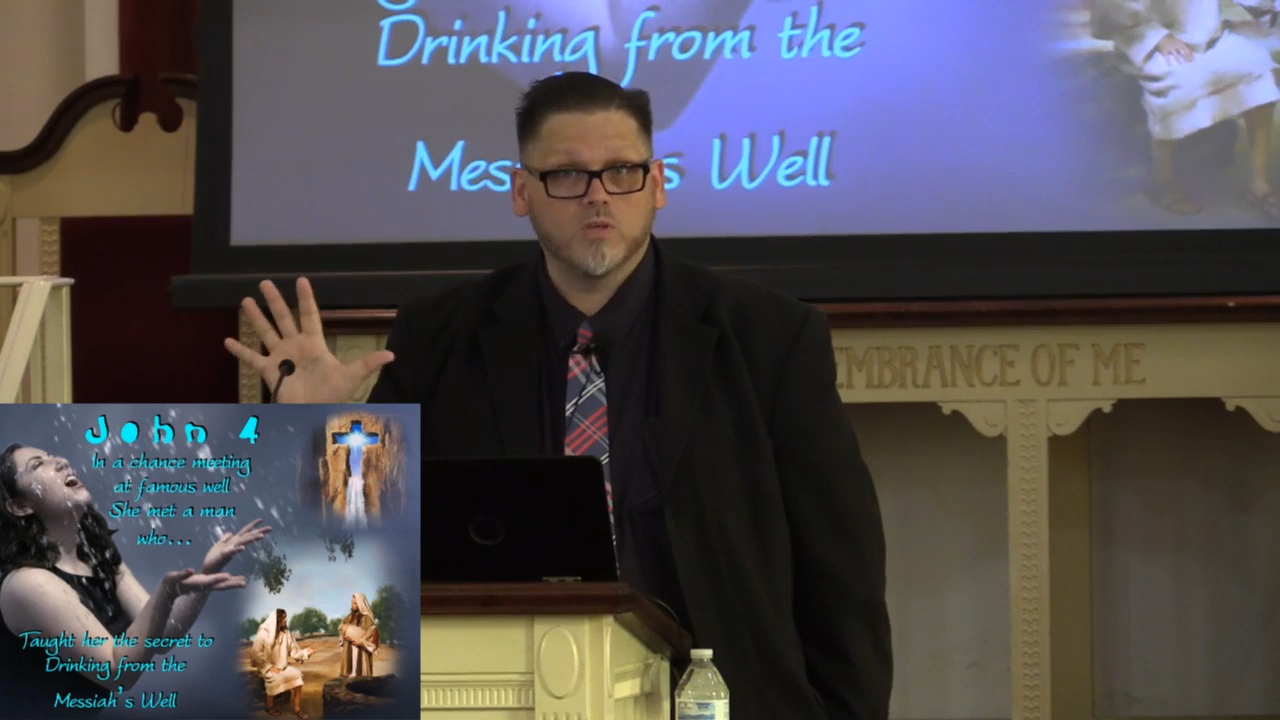 Drinking from the
Mes s Well
EMBRANCE OF ME
John 4
In a chance meeting
at famous well
She met a man
who...
Taught her the secret to
Drinking from the
Messiah's Well